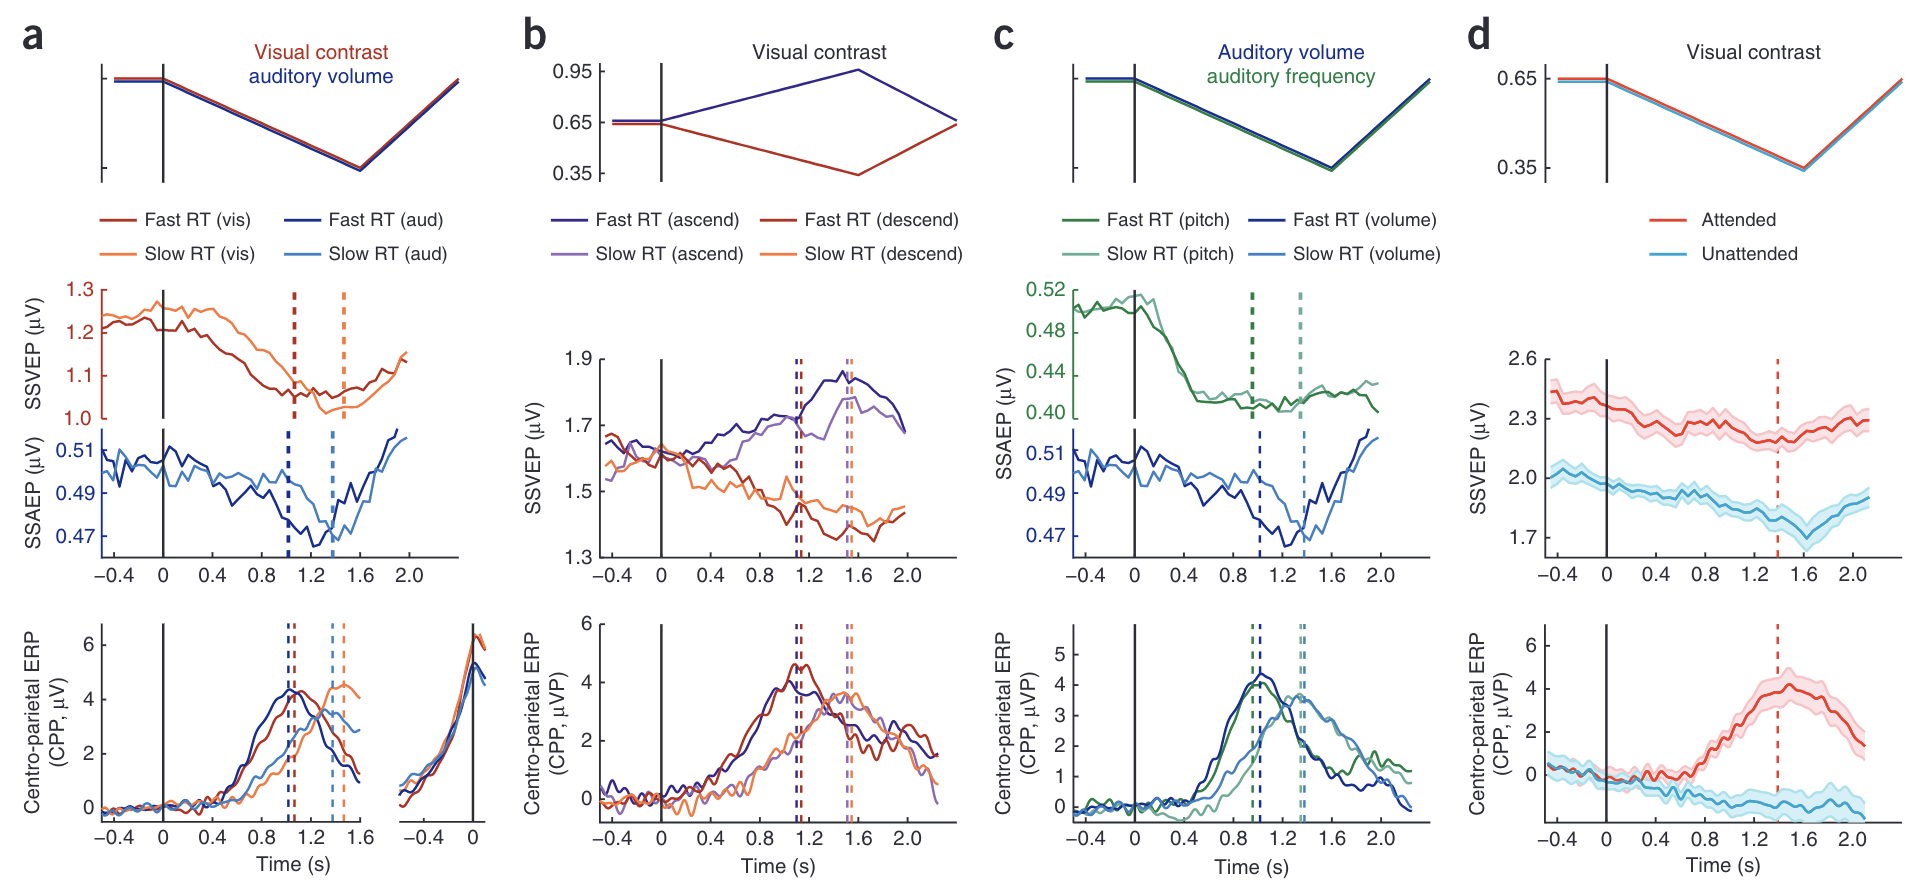 a
Visual contrast
auditory volume
Fast RT (vis)
Fast RT (aud)
Slow RT (vis)
Slow RT (aud)
SSVEP (μV)
1.3
1.2
1.1
1.0
SSAEP (μV)
0.51
0.49
0.47
−0.4 0 0.4 0.8 1.2 1.6 2.0
Centro-parietal ERP
(CPP, μV)
6
4
2
0
−0.4 0 0.4 0.8 1.2 1.6
−0.4 0
Time (s)
b
Visual contrast
0.95
0.65
0.35
Fast RT (ascend)
Fast RT (descend)
Slow RT (ascend)
Slow RT (descend)
SSVEP (μV)
1.9
1.7
1.5
1.3
−0.4 0 0.4 0.8 1.2 1.6 2.0
Centro-parietal ERP
(CPP, μVP)
6
4
2
0
−0.4 0 0.4 0.8 1.2 1.6 2.0
Time (s)
c
Auditory volume
auditory frequency
Fast RT (pitch)
Fast RT (volume)
Slow RT (pitch)
Slow RT (volume)
SSAEP (μV)
0.52
0.48
0.44
0.40
0.51
0.49
0.47
−0.4 0 0.4 0.8 1.2 1.6 2.0
Centro-parietal ERP
(CPP, μVP)
5
4
3
2
1
0
−0.4 0 0.4 0.8 1.2 1.6 2.0
Time (s)
d
Visual contrast
0.65
0.35
Attended
Unattended
SSVEP (μV)
2.6
2.3
2.0
1.7
−0.4 0 0.4 0.8 1.2 1.6 2.0
Centro-parietal ERP
(CPP, μVP)
6
4
2
0
−0.4 0 0.4 0.8 1.2 1.6 2.0
Time (s)